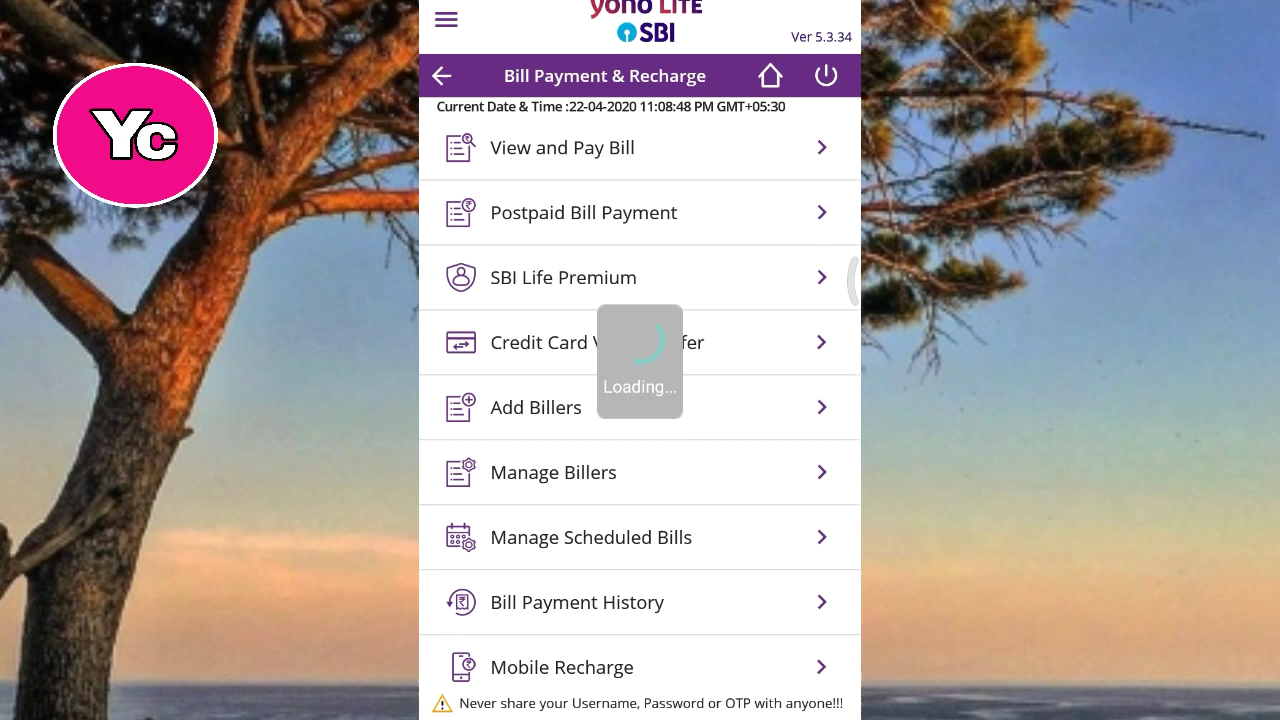 Yc
yono LITE
SBI
Ver 5.3.34
Bill Payment & Recharge
Current Date & Time :22-04-2020 11:08:48 PM GMT+05:30
View and Pay Bill
Postpaid Bill Payment
SBI Life Premium
Credit Card
Loading...
Add Billers
Manage Billers
Manage Scheduled Bills
Bill Payment History
Mobile Recharge
Never share your Username, Password or OTP with anyone!!!